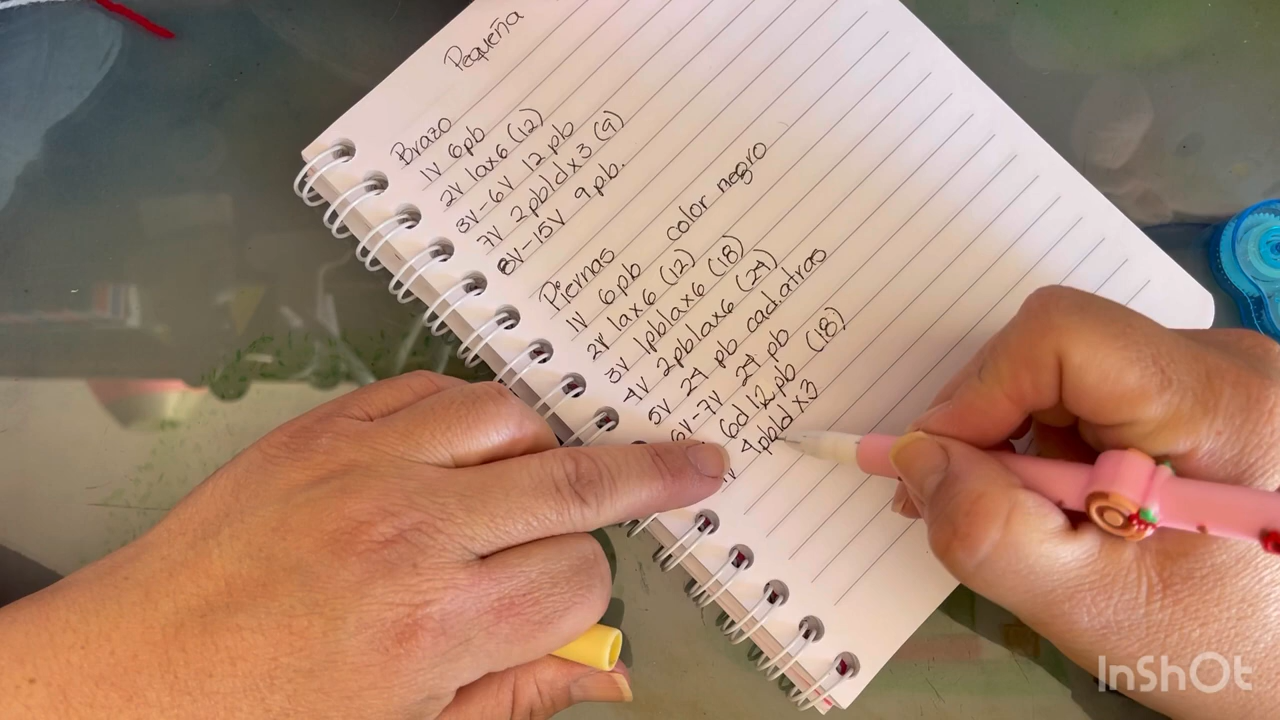 Pequeña
Brazo
1V 6pb
2V 1ax6 (12)
3V-6V 12 pb
7V 2pb1dx3 (9)
8V-15V 9 pb.
Piernas color negro
1V 6pb
2V 1ax6 (12)
3V 1pb1ax6 (18)
4V 2pb1ax6 (24)
5V 24 pb cad.atras
6V-7V 24 pb
6d 12 pb (18)
4pb1d x3
InShOt